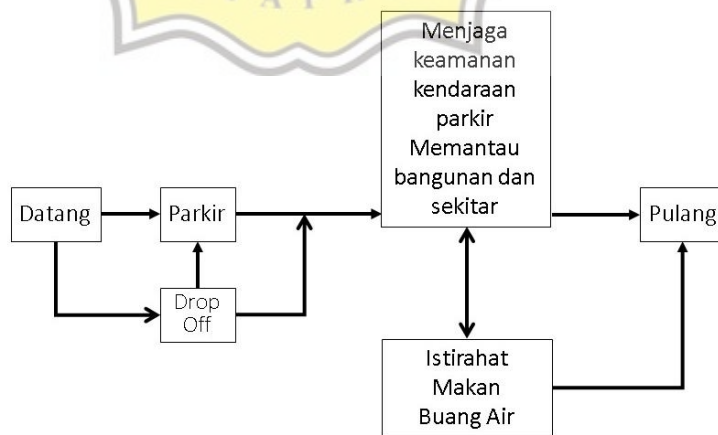 Menjaga
keamanan
kendaraan
parkir
Memantau
bangunan dan
sekitar
Datang
Parkir
Pulang
Drop
Off
Istirahat
Makan
Buang Air